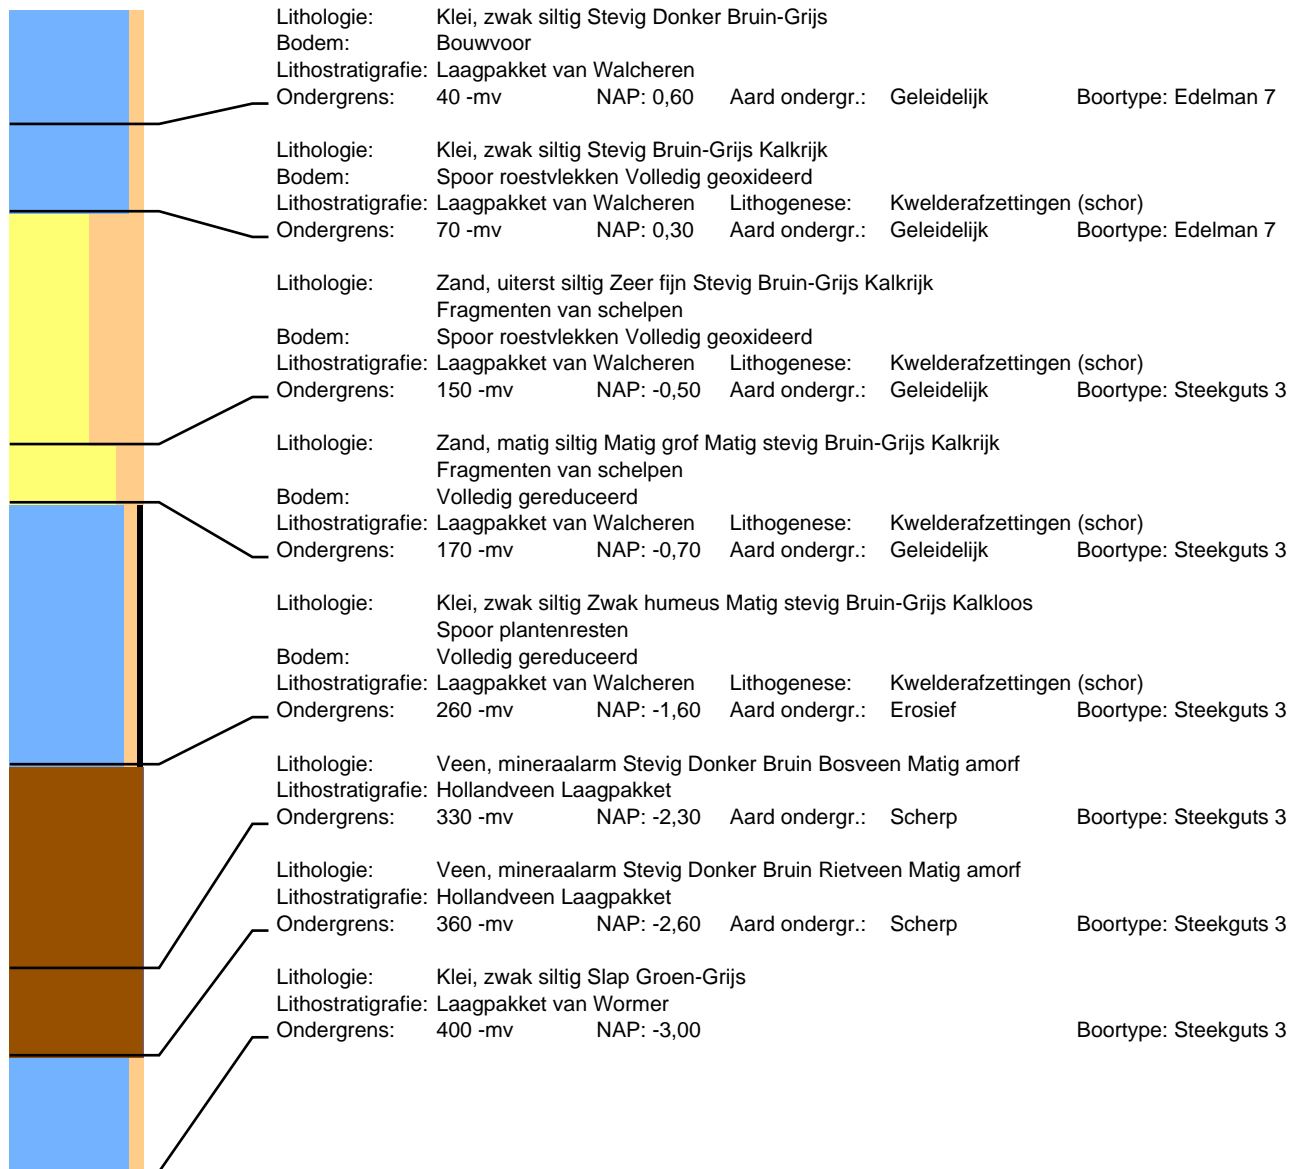 Lithologie: Klei, zwak siltig Stevig Donker Bruin-Grijs
Bodem: Bouwvoor
Lithostratigrafie: Laagpakket van Walcheren
Ondergrens: 40 -mv NAP: 0,60 Aard ondergr.: Geleidelijk Boortype: Edelman 7
Lithologie: Klei, zwak siltig Stevig Bruin-Grijs Kalkrijk
Bodem: Spoor roestvlekken Volledig geoxideerd
Lithostratigrafie: Laagpakket van Walcheren Lithogenese: Kwelderafzettingen (schor)
Ondergrens: 70 -mv NAP: 0,30 Aard ondergr.: Geleidelijk Boortype: Edelman 7
Lithologie: Zand, uiterst siltig Zeer fijn Stevig Bruin-Grijs Kalkrijk
Fragmenten van schelpen
Bodem: Spoor roestvlekken Volledig geoxideerd
Lithostratigrafie: Laagpakket van Walcheren Lithogenese: Kwelderafzettingen (schor)
Ondergrens: 150 -mv NAP: -0,50 Aard ondergr.: Geleidelijk Boortype: Steekguts 3
Lithologie: Zand, matig siltig Matig grof Matig stevig Bruin-Grijs Kalkrijk
Fragmenten van schelpen
Bodem: Volledig gereduceerd
Lithostratigrafie: Laagpakket van Walcheren Lithogenese: Kwelderafzettingen (schor)
Ondergrens: 170 -mv NAP: -0,70 Aard ondergr.: Geleidelijk Boortype: Steekguts 3
Lithologie: Klei, zwak siltig Zwak humeus Matig stevig Bruin-Grijs Kalkloos
Spoor plantenresten
Bodem: Volledig gereduceerd
Lithostratigrafie: Laagpakket van Walcheren Lithogenese: Kwelderafzettingen (schor)
Ondergrens: 260 -mv NAP: -1,60 Aard ondergr.: Erosief Boortype: Steekguts 3
Lithologie: Veen, mineraalarm Stevig Donker Bruin Bosveen Matig amorf
Lithostratigrafie: Hollandveen Laagpakket
Ondergrens: 330 -mv NAP: -2,30 Aard ondergr.: Scherp Boortype: Steekguts 3
Lithologie: Veen, mineraalarm Stevig Donker Bruin Rietveen Matig amorf
Lithostratigrafie: Hollandveen Laagpakket
Ondergrens: 360 -mv NAP: -2,60 Aard ondergr.: Scherp Boortype: Steekguts 3
Lithologie: Klei, zwak siltig Slap Groen-Grijs
Lithostratigrafie: Laagpakket van Wormer
Ondergrens: 400 -mv NAP: -3,00 Boortype: Steekguts 3